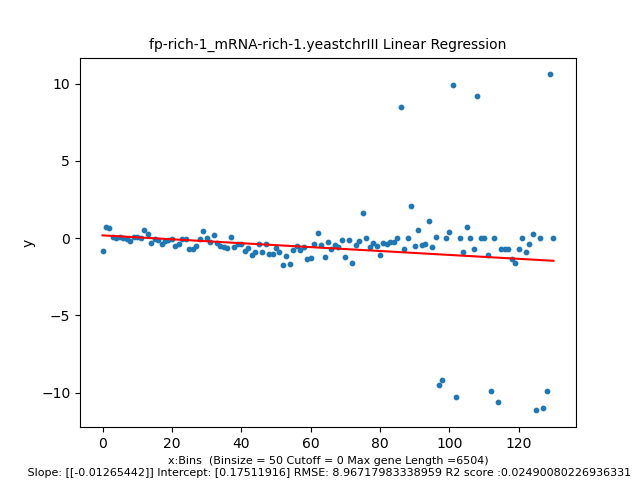 fp-rich-1_mRNA-rich-1.yeastchrIII Linear Regression
10
5
0
−5
−10
y
0 20 40 60 80 100 120
x:Bins (Binsize = 50 Cutoff = 0 Max gene Length =6504)
Slope: [[-0.01265442]] Intercept: [0.17511916] RMSE: 8.96717983338959 R2 score :0.02490080226936331